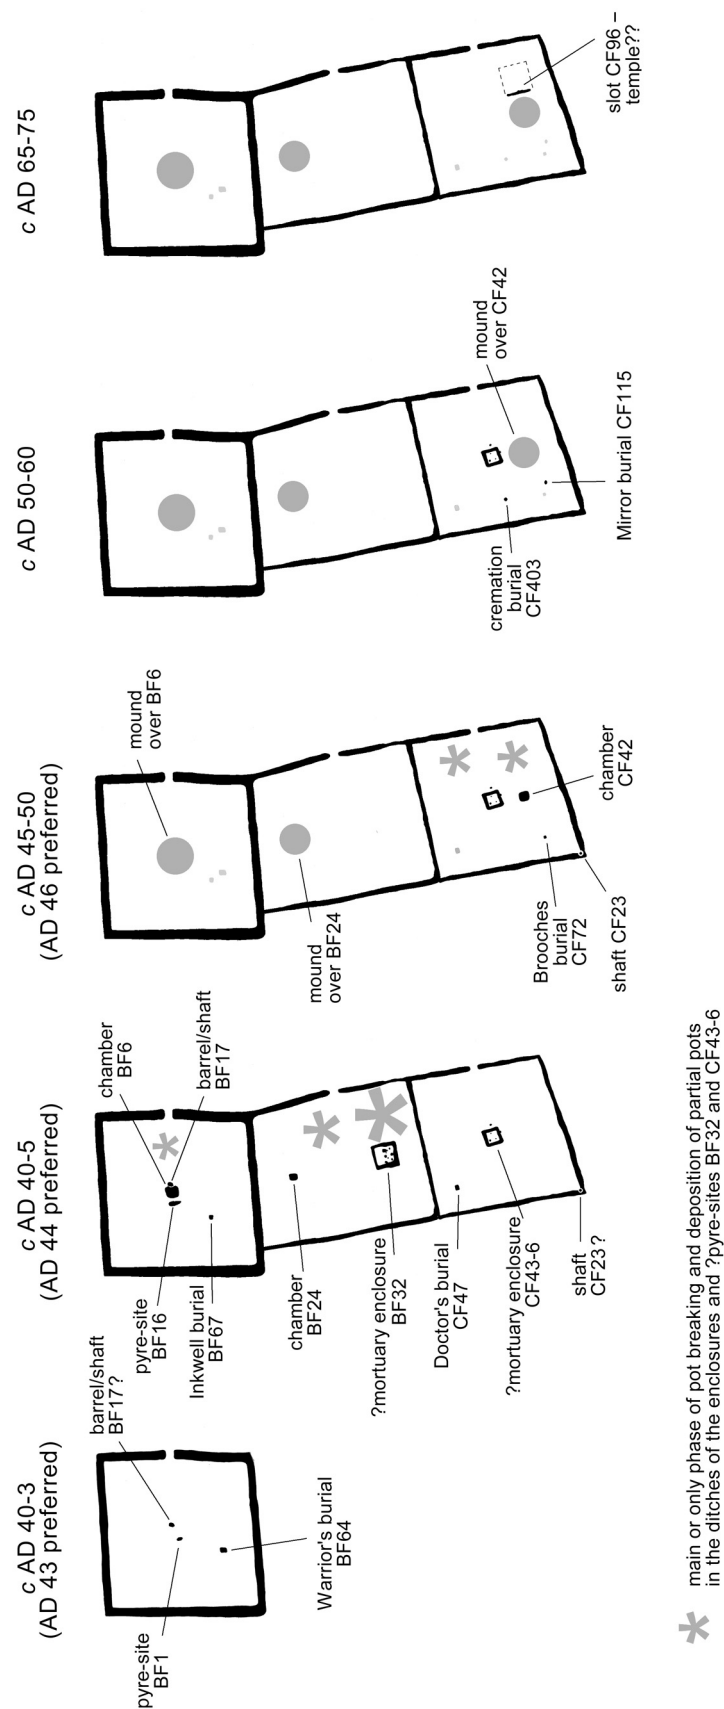 c AD 40-3
(AD 43 preferred)
barrel/shaft
BF17?
pyre-site
BF1
Warrior's burial
BF64
c AD 40-5
(AD 44 preferred)
chamber
BF6
barrel/shaft
BF17
pyre-site
BF16
Inkwell burial
BF67
chamber
BF24
?mortuary enclosure
BF32
Doctor's burial
CF47
?mortuary enclosure
CF43-6
shaft
CF23?
c AD 45-50
(AD 46 preferred)
mound
over BF6
mound
over BF24
Brooches
burial
CF72
shaft CF23
chamber
CF42
c AD 50-60
mound
over CF42
cremation
burial
CF403
Mirror burial CF115
c AD 65-75
slot CF96 –
temple??
main or only phase of pot breaking and deposition of partial pots
in the ditches of the enclosures and ?pyre-sites BF32 and CF43-6